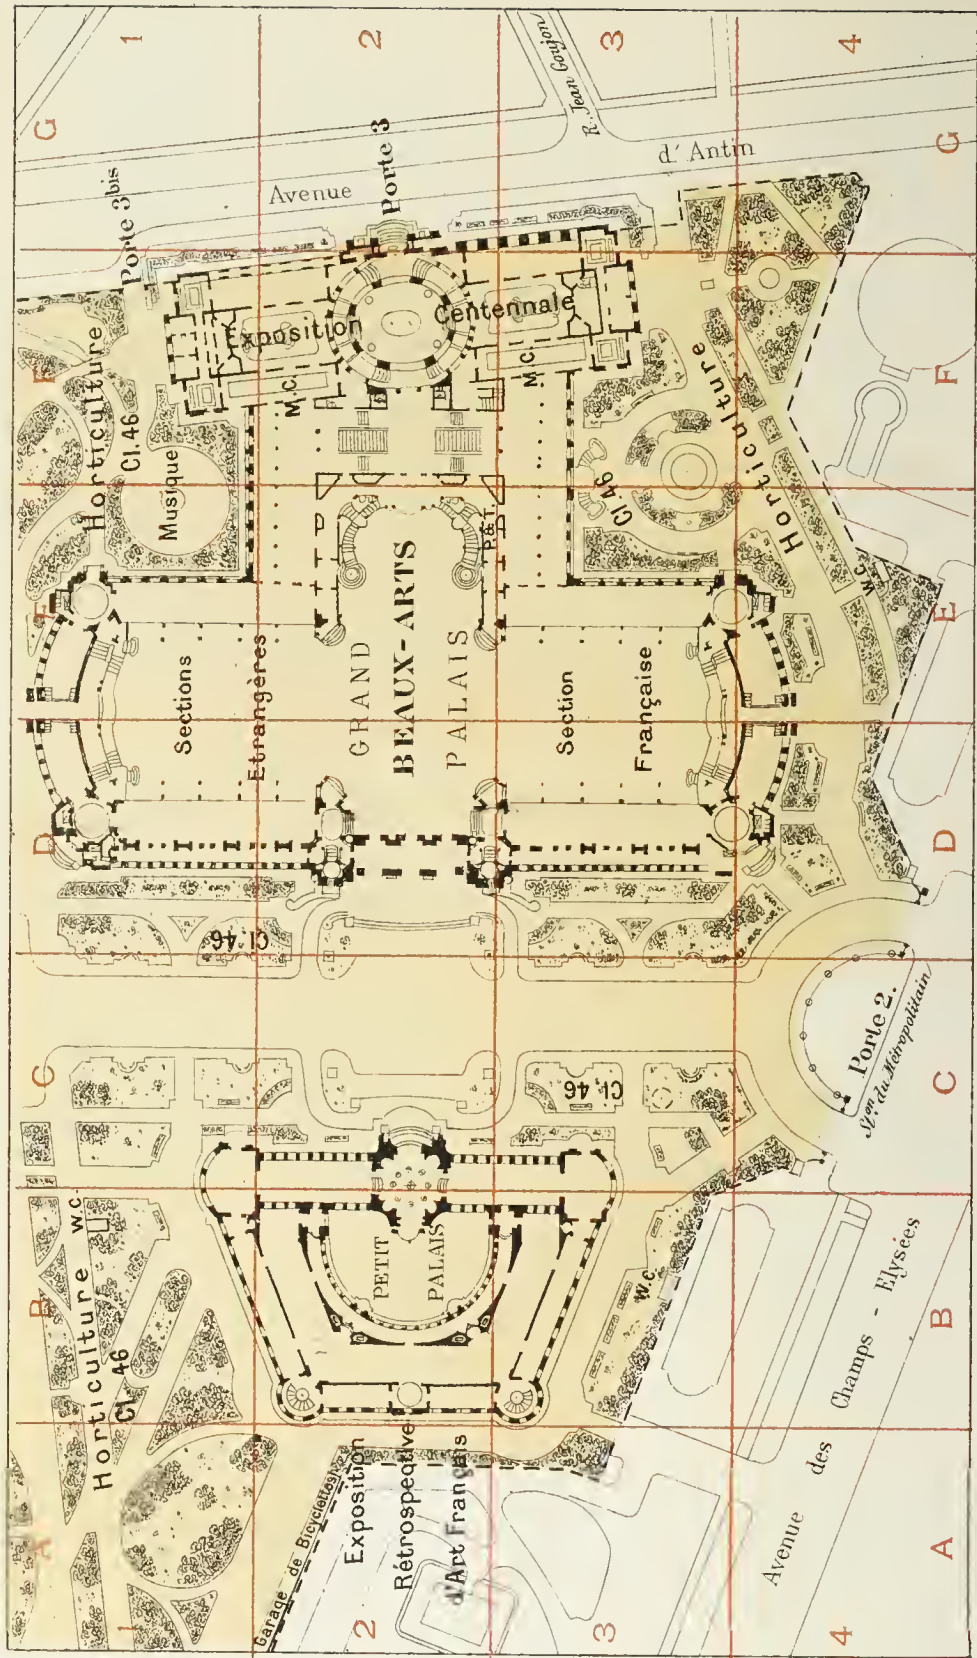 1
2
3
4
G
G
Porte 3bis
Porte 3
Avenue
d'Antin
R. Jean Goujon
Horticulture
Cl. 46
Exposition
Centennale
M.C.
M.C.
F
F
Musique
Cl. 46
Horticulture
Horticulture
P. & T.
W.C.
E
E
Sections
Etrangères
GRAND
BEAUX-ARTS
PALAIS
Section
Française
D
D
Cl. 46
Cl. 46
C
C
Porte 2.
Ston du Métropolitain
W.C.
Horticulture
Cl. 46
PETIT
PALAIS
W.C.
B
B
Avenue
des
Champs - Elysées
Garage de Bicyclettes
Exposition
Rétrospective
d'Art Français
A
A
1
2
3
4